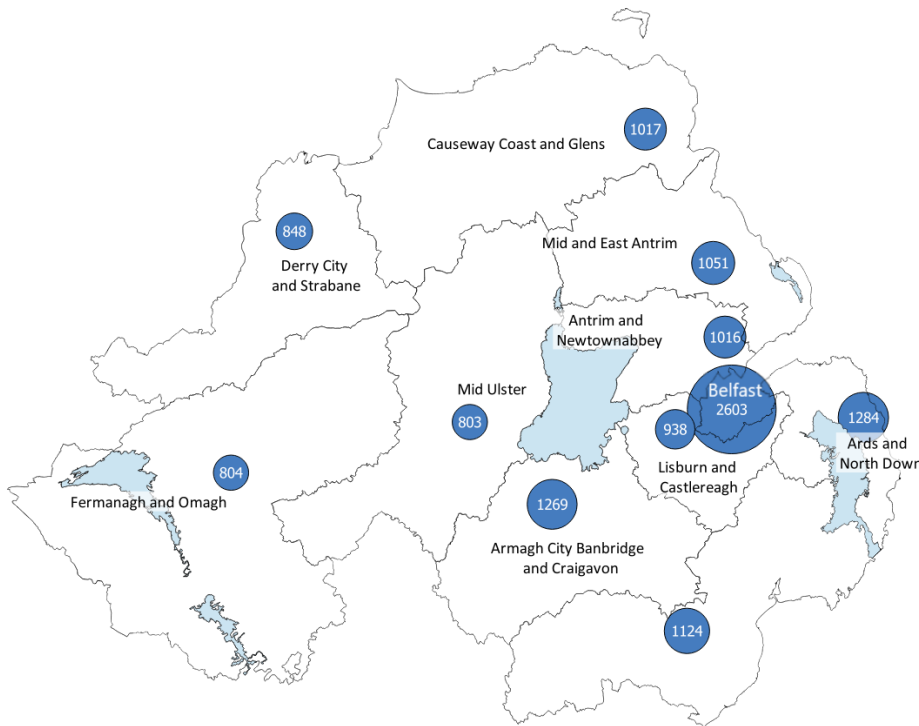 1017
Causeway Coast and Glens
848
Derry City
and Strabane
Mid and East Antrim
1051
Antrim and
Newtownabbey
1016
Mid Ulster
803
Belfast
2603
938
Lisburn and
Castlereagh
1284
Ards and
North Down
804
Fermanagh and Omagh
1269
Armagh City Banbridge
and Craigavon
1124